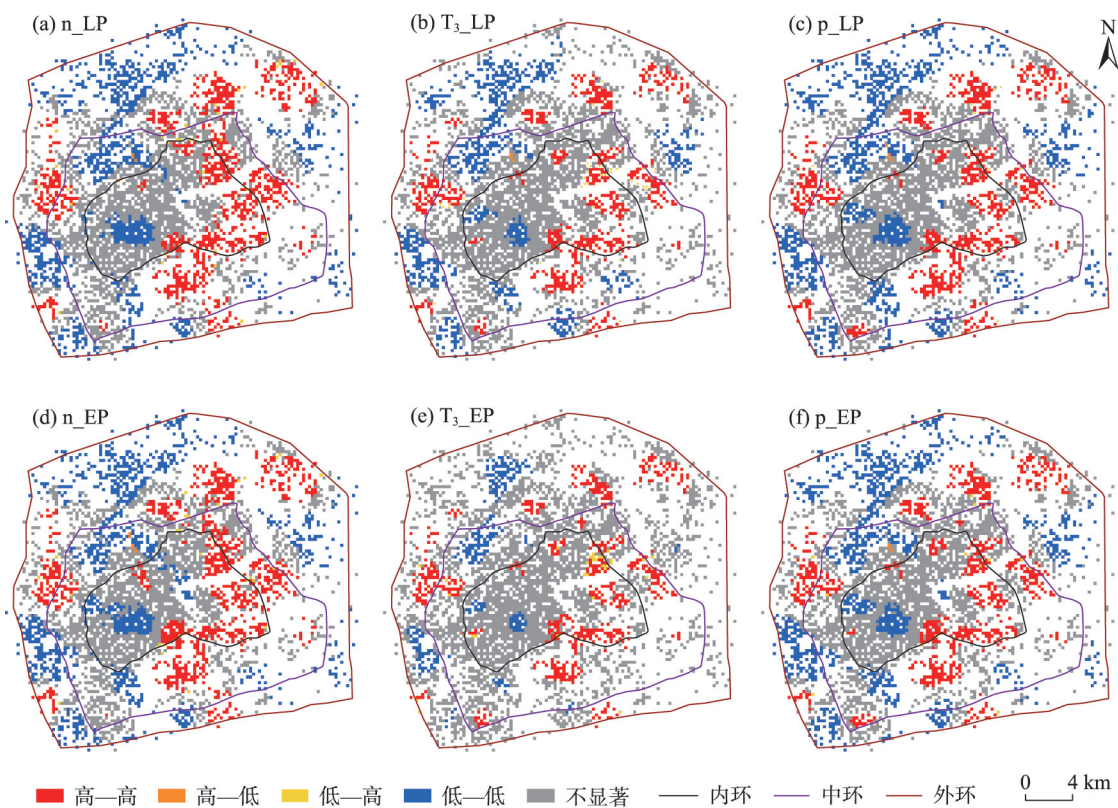 (a) n_LP
(b) T₃_LP
(c) p_LP
N
(d) n_EP
(e) T₃_EP
(f) p_EP
高—高 高—低 低—高 低—低 不显著 内环 中环 外环 0 4 km